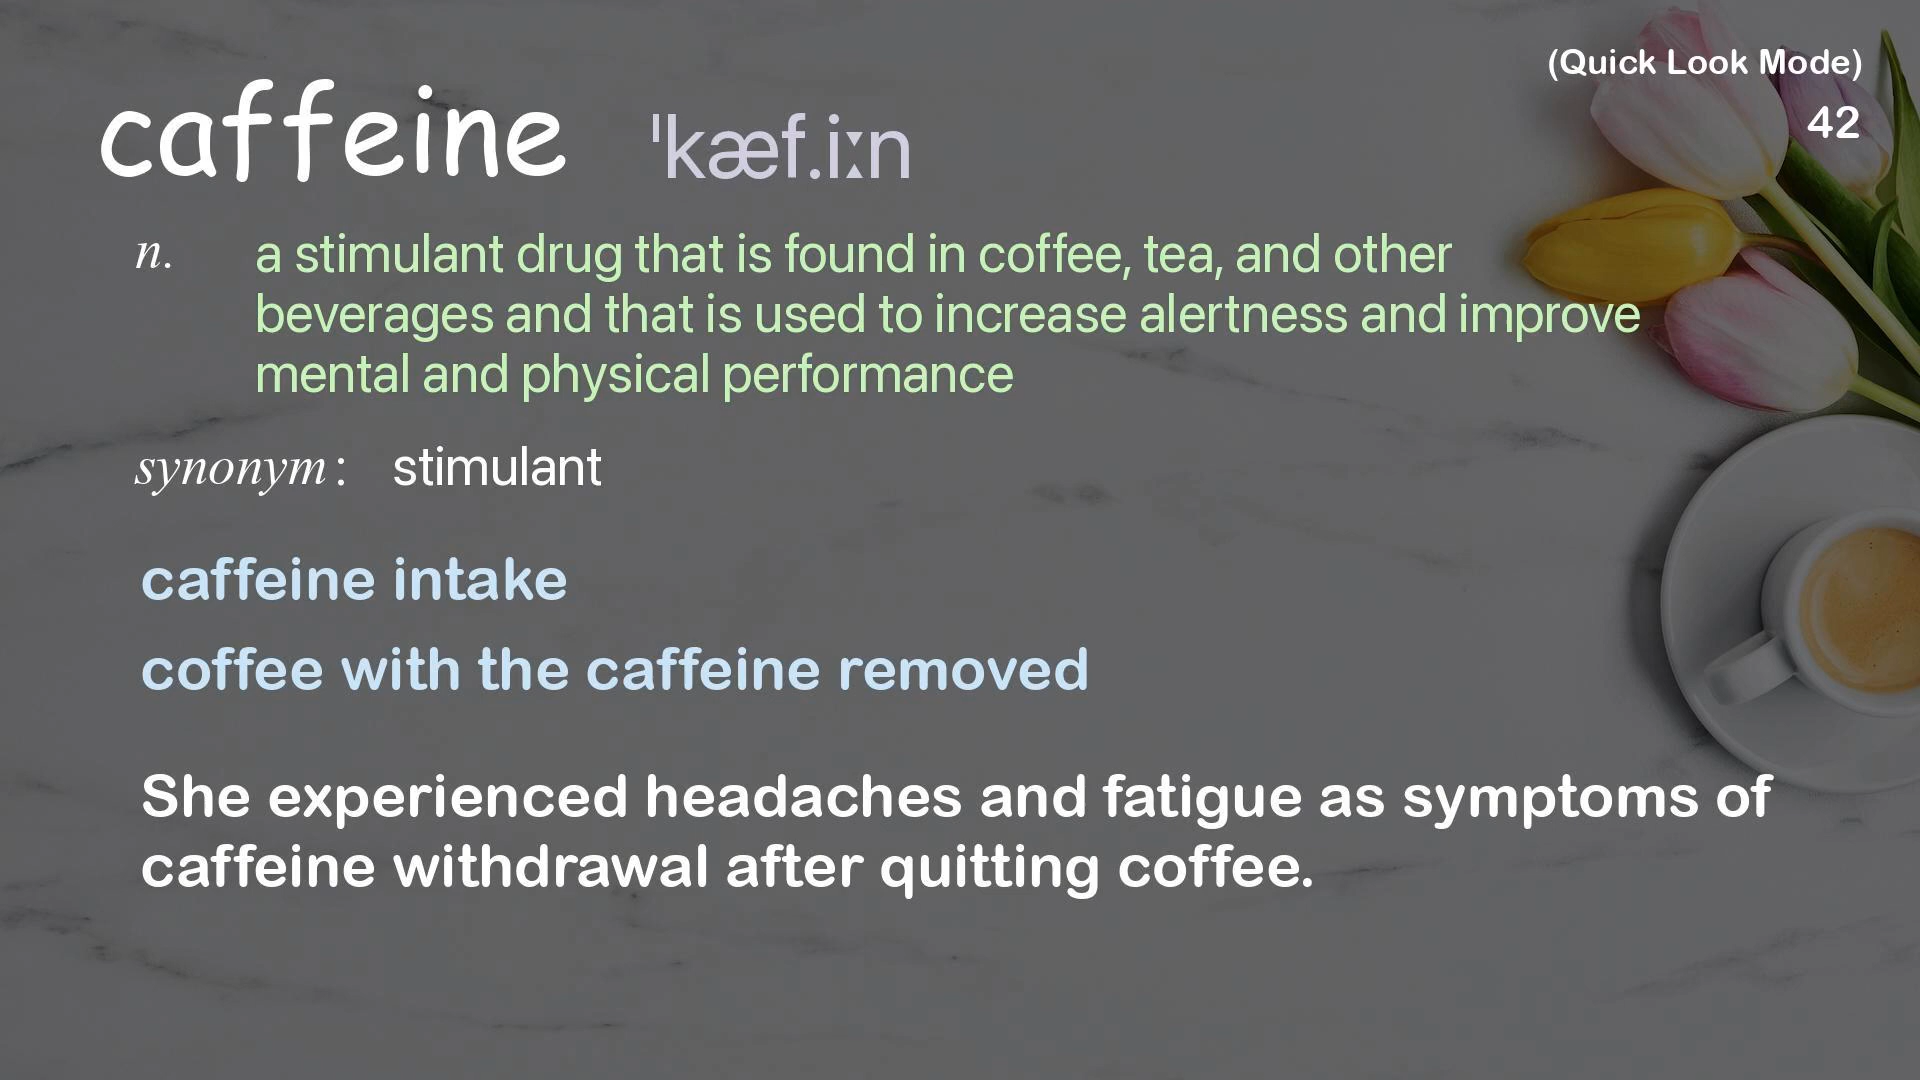 (Quick Look Mode)
42
caffeine ˈkæf.iːn
n. a stimulant drug that is found in coffee, tea, and other
beverages and that is used to increase alertness and improve
mental and physical performance
synonym: stimulant
caffeine intake
coffee with the caffeine removed
She experienced headaches and fatigue as symptoms of
caffeine withdrawal after quitting coffee.